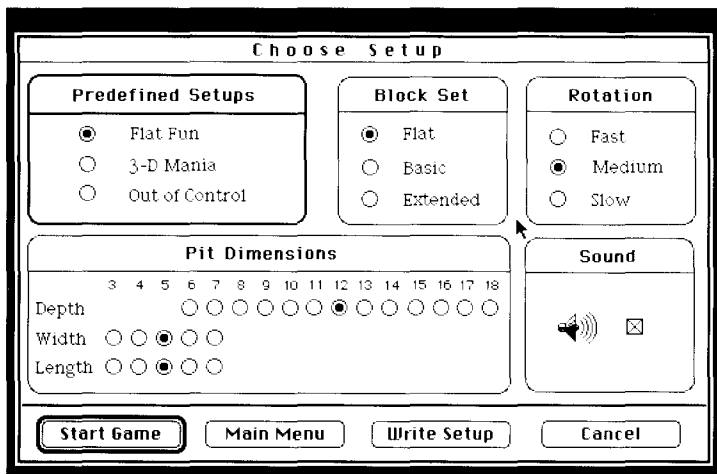 Choose Setup
Predefined Setups
Flat Fun
3-D Mania
Out of Control
Block Set
Flat
Basic
Extended
Rotation
Fast
Medium
Slow
Pit Dimensions
3 4 5 6 7 8 9 10 11 12 13 14 15 16 17 18
Depth
Width
Length
Sound
Start Game
Main Menu
Write Setup
Cancel